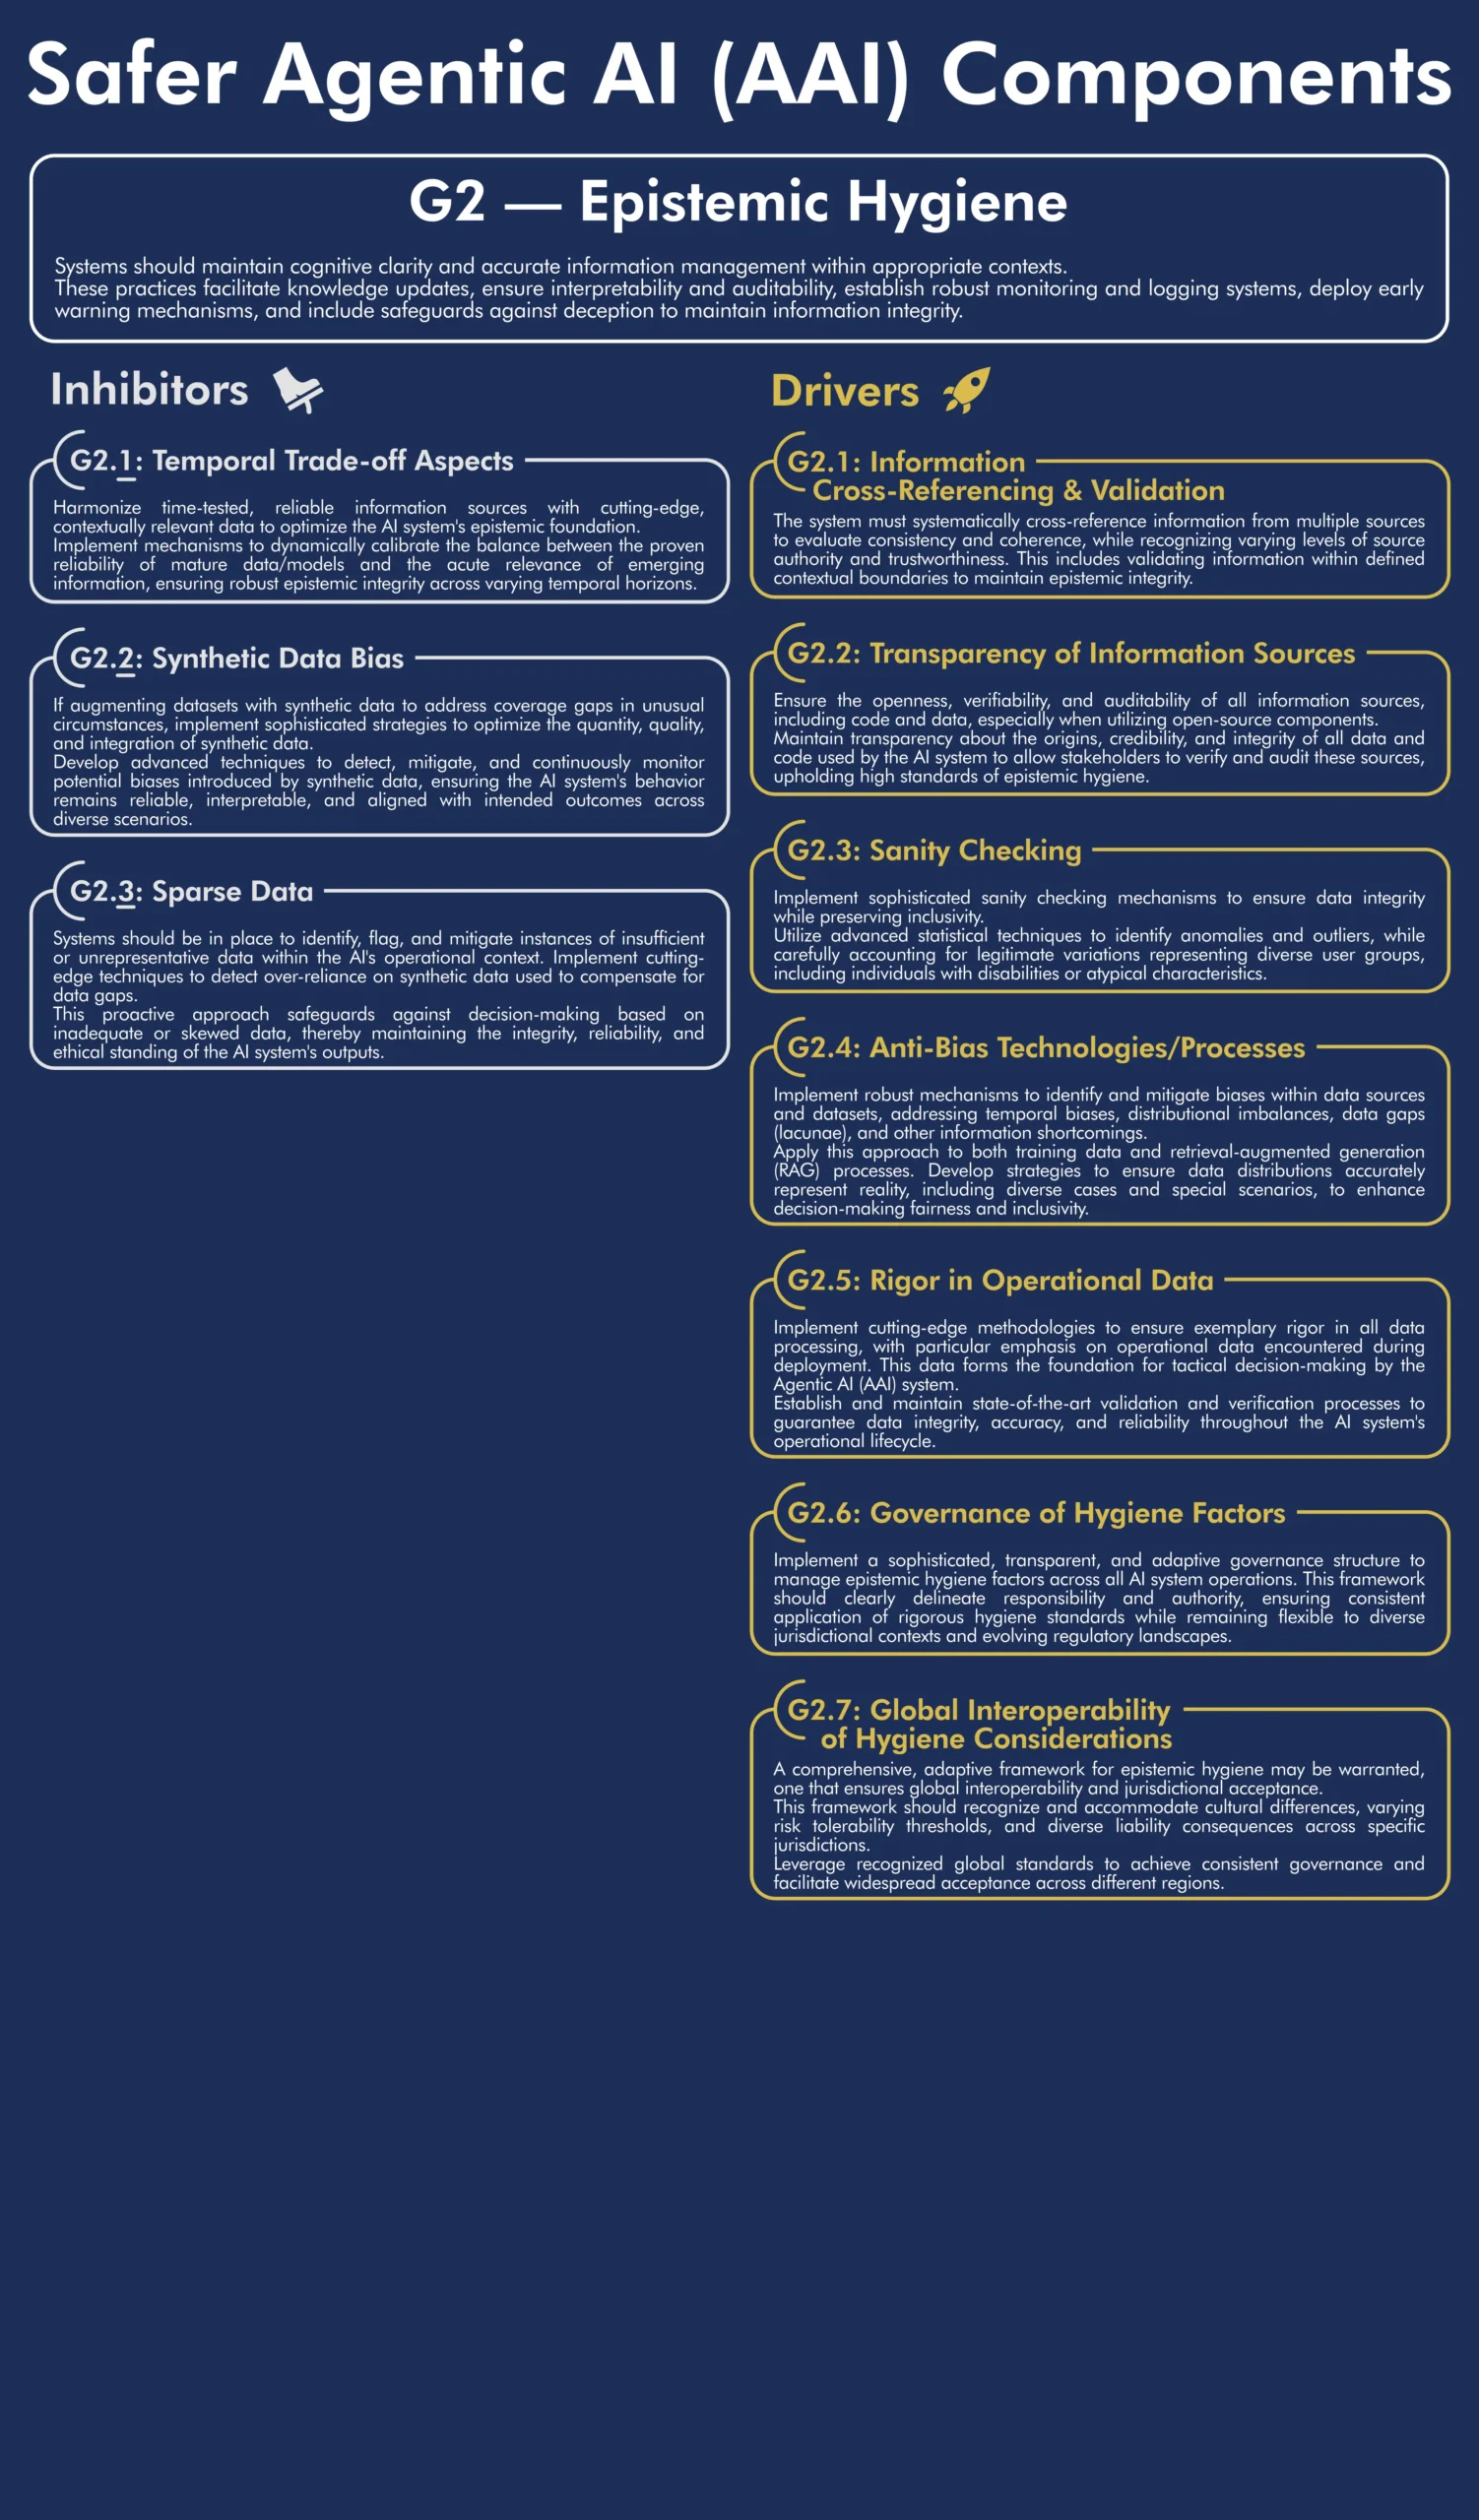 Safer Agentic AI (AAI) Components
G2 — Epistemic Hygiene
Systems should maintain cognitive clarity and accurate information management within appropriate contexts.
These practices facilitate knowledge updates, ensure interpretability and auditability, establish robust monitoring and logging systems, deploy early
warning mechanisms, and include safeguards against deception to maintain information integrity.
Inhibitors
G2.1: Temporal Trade-off Aspects
Harmonize time-tested, reliable information sources with cutting-edge,
contextually relevant data to optimize the AI system's epistemic foundation.
Implement mechanisms to dynamically calibrate the balance between the proven
reliability of mature data/models and the acute relevance of emerging
information, ensuring robust epistemic integrity across varying temporal horizons.
G2.2: Synthetic Data Bias
If augmenting datasets with synthetic data to address coverage gaps in unusual
circumstances, implement sophisticated strategies to optimize the quantity, quality,
and integration of synthetic data.
Develop advanced techniques to detect, mitigate, and continuously monitor
potential biases introduced by synthetic data, ensuring the AI system's behavior
remains reliable, interpretable, and aligned with intended outcomes across
diverse scenarios.
G2.3: Sparse Data
Systems should be in place to identify, flag, and mitigate instances of insufficient
or unrepresentative data within the AI's operational context. Implement cutting-
edge techniques to detect over-reliance on synthetic data used to compensate for
data gaps.
This proactive approach safeguards against decision-making based on
inadequate or skewed data, thereby maintaining the integrity, reliability, and
ethical standing of the AI system's outputs.
Drivers
G2.1: Information
Cross-Referencing & Validation
The system must systematically cross-reference information from multiple sources
to evaluate consistency and coherence, while recognizing varying levels of source
authority and trustworthiness. This includes validating information within defined
contextual boundaries to maintain epistemic integrity.
G2.2: Transparency of Information Sources
Ensure the openness, verifiability, and auditability of all information sources,
including code and data, especially when utilizing open-source components.
Maintain transparency about the origins, credibility, and integrity of all data and
code used by the AI system to allow stakeholders to verify and audit these sources,
upholding high standards of epistemic hygiene.
G2.3: Sanity Checking
Implement sophisticated sanity checking mechanisms to ensure data integrity
while preserving inclusivity.
Utilize advanced statistical techniques to identify anomalies and outliers, while
carefully accounting for legitimate variations representing diverse user groups,
including individuals with disabilities or atypical characteristics.
G2.4: Anti-Bias Technologies/Processes
Implement robust mechanisms to identify and mitigate biases within data sources
and datasets, addressing temporal biases, distributional imbalances, data gaps
(lacunae), and other information shortcomings.
Apply this approach to both training data and retrieval-augmented generation
(RAG) processes. Develop strategies to ensure data distributions accurately
represent reality, including diverse cases and special scenarios, to enhance
decision-making fairness and inclusivity.
G2.5: Rigor in Operational Data
Implement cutting-edge methodologies to ensure exemplary rigor in all data
processing, with particular emphasis on operational data encountered during
deployment. This data forms the foundation for tactical decision-making by the
Agentic AI (AAI) system.
Establish and maintain state-of-the-art validation and verification processes to
guarantee data integrity, accuracy, and reliability throughout the AI system's
operational lifecycle.
G2.6: Governance of Hygiene Factors
Implement a sophisticated, transparent, and adaptive governance structure to
manage epistemic hygiene factors across all AI system operations. This framework
should clearly delineate responsibility and authority, ensuring consistent
application of rigorous hygiene standards while remaining flexible to diverse
jurisdictional contexts and evolving regulatory landscapes.
G2.7: Global Interoperability
of Hygiene Considerations
A comprehensive, adaptive framework for epistemic hygiene may be warranted,
one that ensures global interoperability and jurisdictional acceptance.
This framework should recognize and accommodate cultural differences, varying
risk tolerability thresholds, and diverse liability consequences across specific
jurisdictions.
Leverage recognized global standards to achieve consistent governance and
facilitate widespread acceptance across different regions.